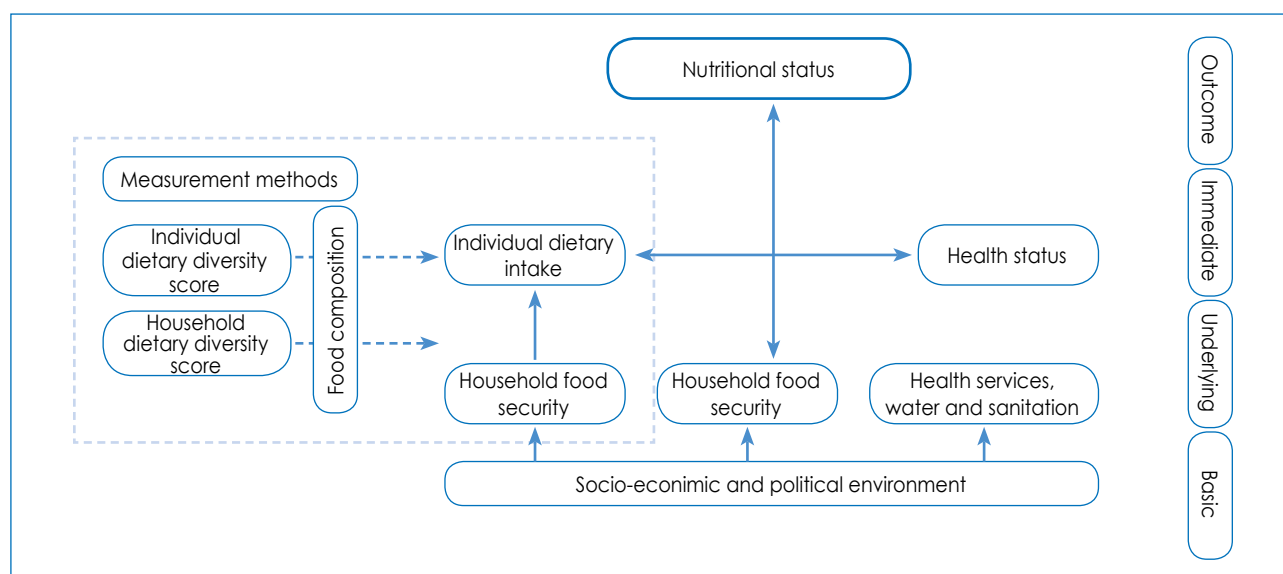 Nutritional status
Measurement methods
Individual
dietary diversity
score
Household
dietary diversity
score
Food composition
Individual dietary
intake
Health status
Household food
security
Household food
security
Health services,
water and sanitation
Socio-econimic and political environment
Outcome
Immediate
Underlying
Basic